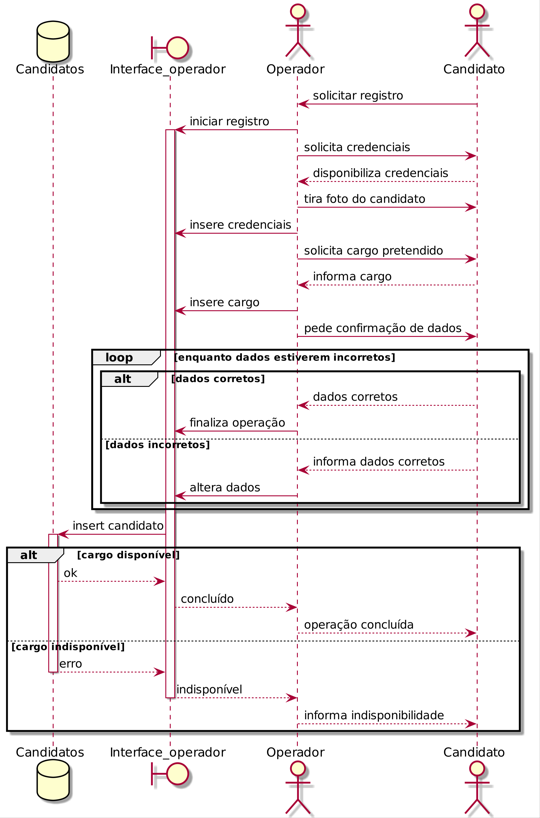 Candidatos Interface_operador Operador Candidato
solicitar registro
iniciar registro
solicita credenciais
disponibiliza credenciais
tira foto do candidato
insere credenciais
solicita cargo pretendido
informa cargo
insere cargo
pede confirmação de dados
loop [enquanto dados estiverem incorretos]
alt [dados corretos]
dados corretos
finaliza operação
[dados incorretos]
informa dados corretos
altera dados
insert candidato
alt [cargo disponível]
ok
concluído
operação concluída
[cargo indisponível]
erro
indisponível
informa indisponibilidade
Candidatos Interface_operador Operador Candidato